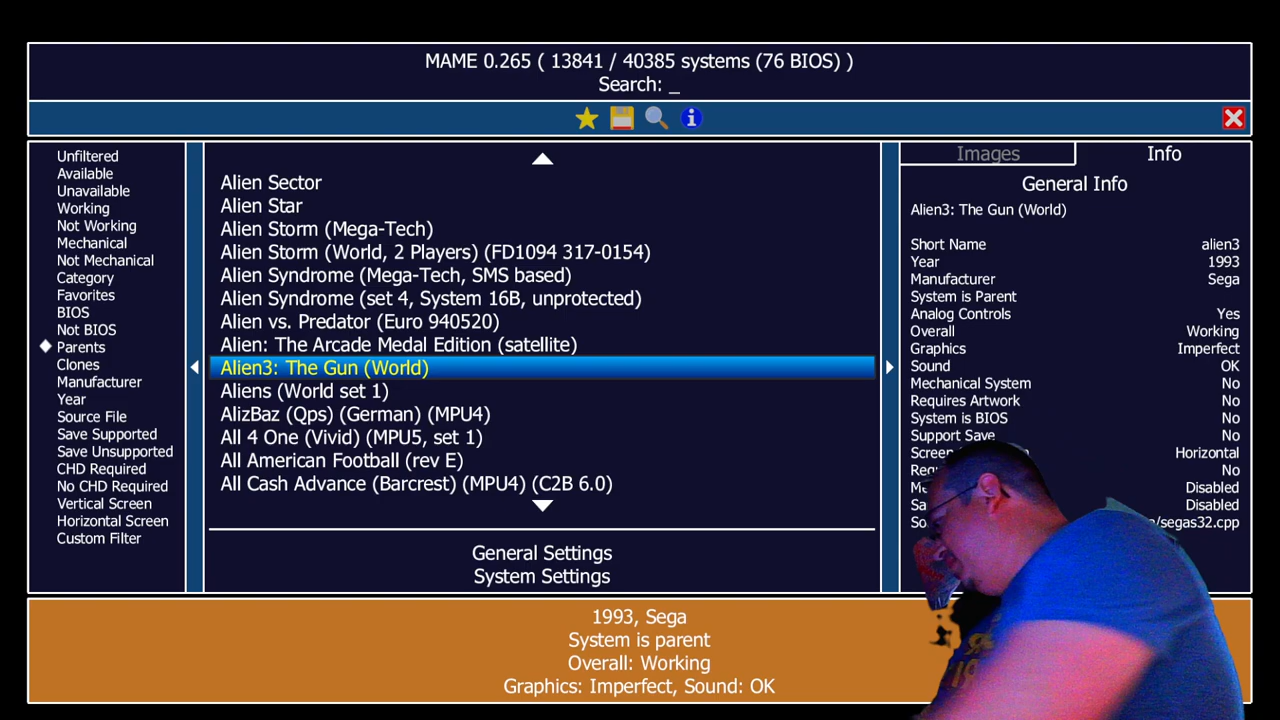 MAME 0.265 ( 13841 / 40385 systems (76 BIOS) )
Search: _
Unfiltered
Available
Unavailable
Working
Not Working
Mechanical
Not Mechanical
Category
Favorites
BIOS
Not BIOS
Parents
Clones
Manufacturer
Year
Source File
Save Supported
Save Unsupported
CHD Required
No CHD Required
Vertical Screen
Horizontal Screen
Custom Filter
Alien Sector
Alien Star
Alien Storm (Mega-Tech)
Alien Storm (World, 2 Players) (FD1094 317-0154)
Alien Syndrome (Mega-Tech, SMS based)
Alien Syndrome (set 4, System 16B, unprotected)
Alien vs. Predator (Euro 940520)
Alien: The Arcade Medal Edition (satellite)
Alien3: The Gun (World)
Aliens (World set 1)
AlizBaz (Qps) (German) (MPU4)
All 4 One (Vivid) (MPU5, set 1)
All American Football (rev E)
All Cash Advance (Barcrest) (MPU4) (C2B 6.0)
General Settings
System Settings
Images Info
General Info
Alien3: The Gun (World)
Short Name alien3
Year 1993
Manufacturer Sega
System is Parent
Analog Controls Yes
Overall Working
Graphics Imperfect
Sound OK
Mechanical System No
Requires Artwork No
System is BIOS No
Support Save No
Horizontal
No
Disabled
Disabled
/segas32.cpp
1993, Sega
System is parent
Overall: Working
Graphics: Imperfect, Sound: OK